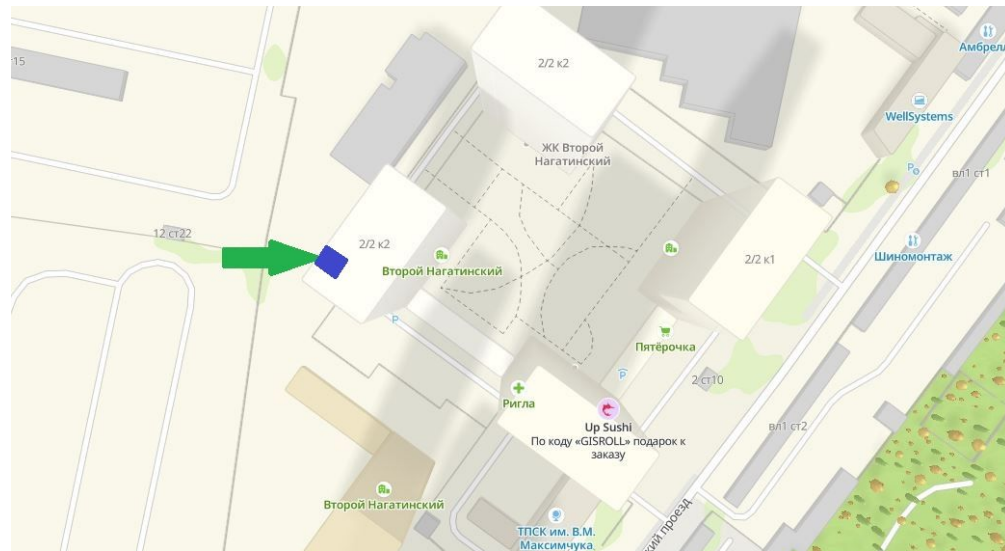 2/2 к2
Амбрел
15
WellSystems
ЖК Второй
Нагатинский
P
вл1 ст1
12 ст22
2/2 к2
Второй Нагатинский
2/2 к1
Шиномонтаж
P
Пятёрочка
P
2 ст10
Ригла
Up Sushi
По коду «GISROLL» подарок к
заказу
вл1 ст2
Второй Нагатинский
ТПСК им. В.М.
Максимчука,
кий проезд